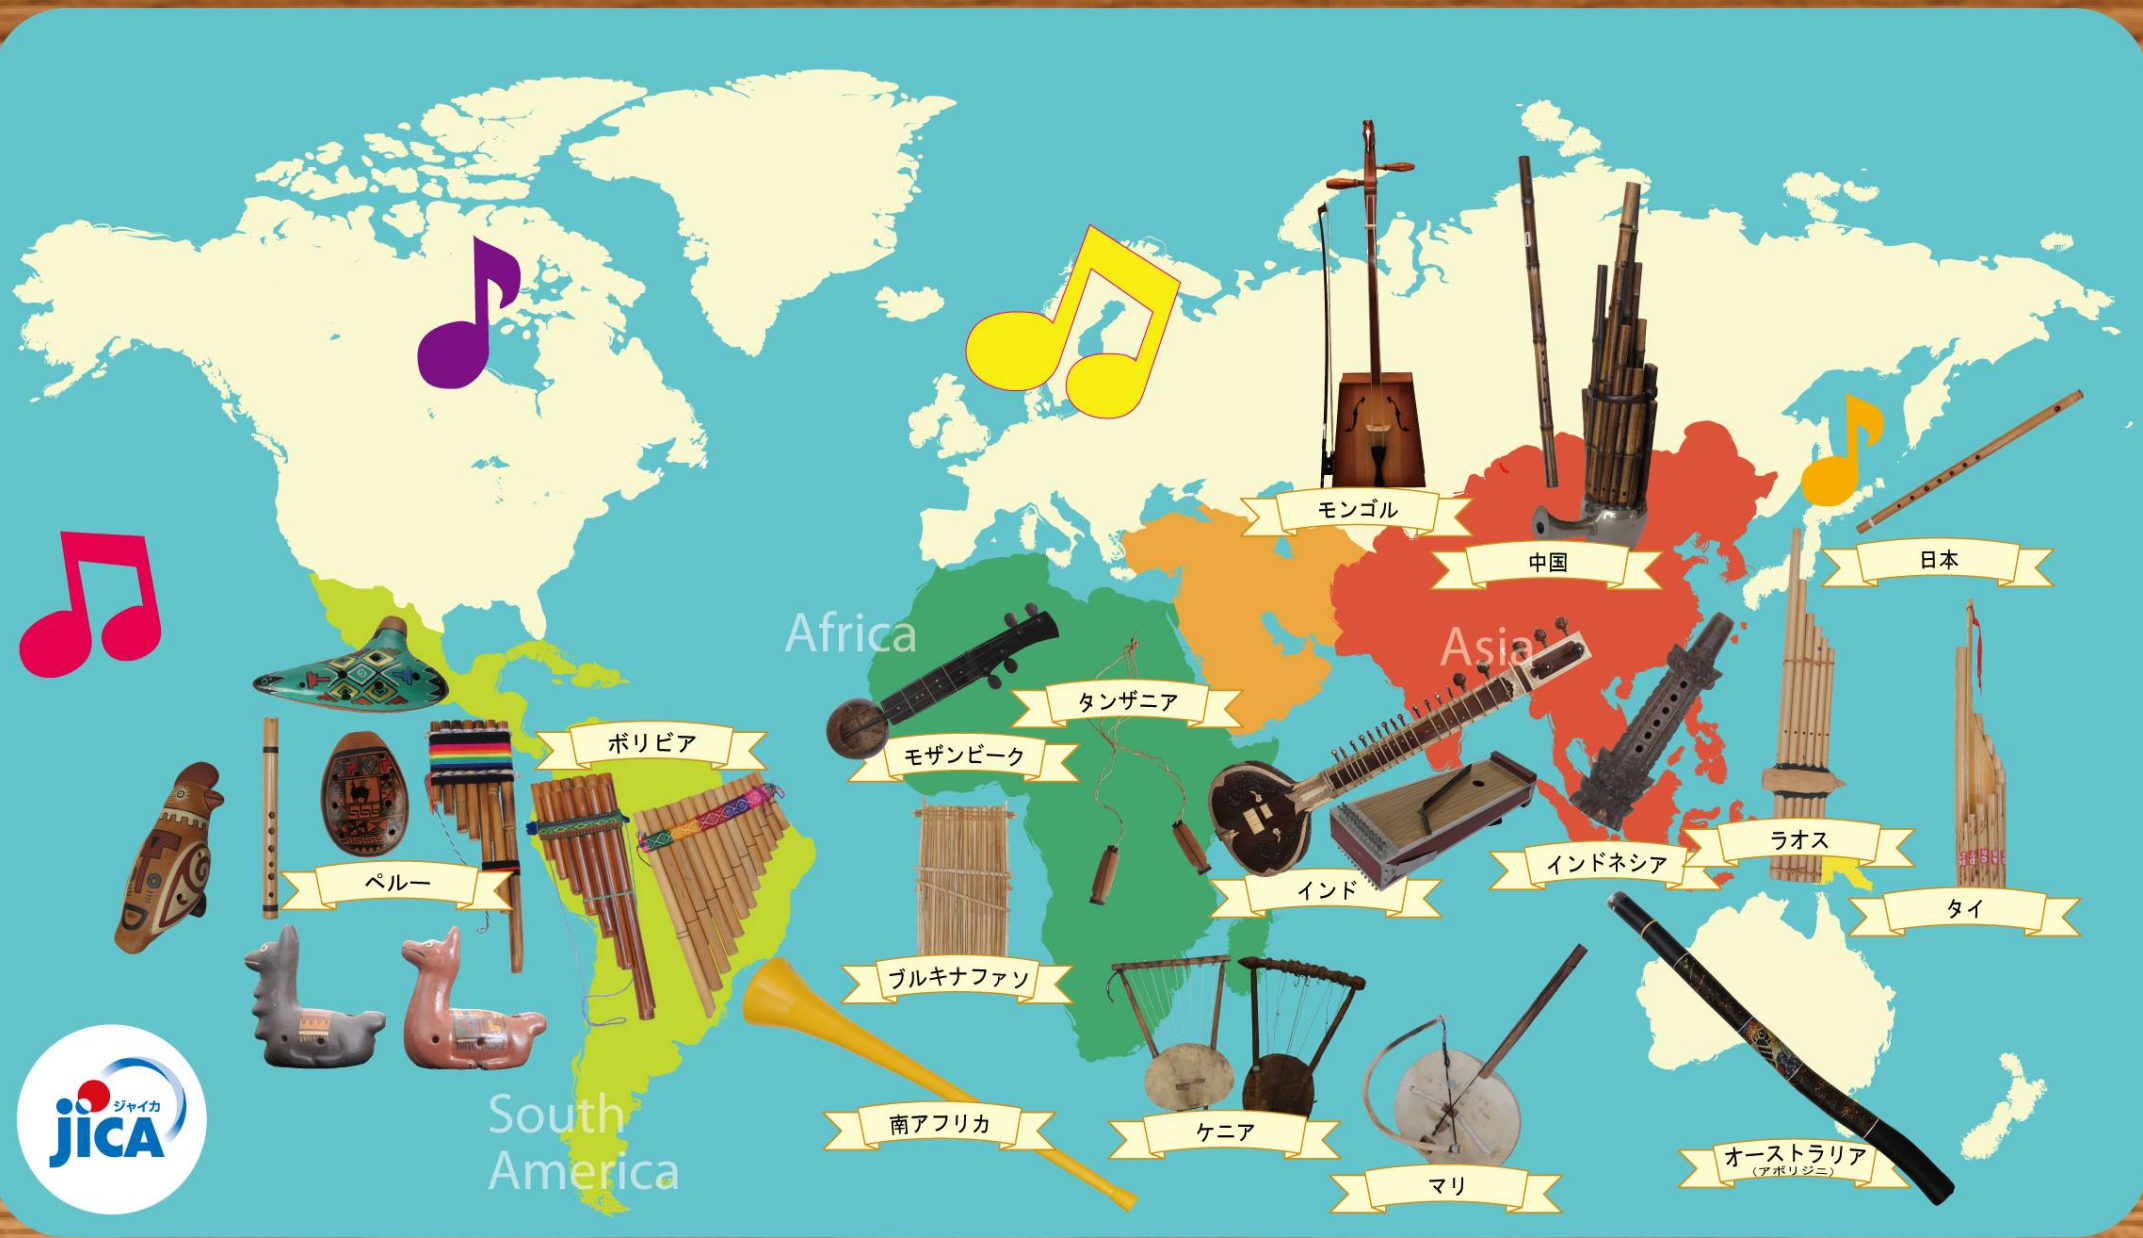 モンゴル
中国
日本
Africa
Asia
タンザニア
ボリビア
モザンビーク
ラオス
インドネシア
ペルー
インド
タイ
ブルキナファソ
ジャイカ
JICA
South
America
南アフリカ
ケニア
オーストラリア
(アボリジニ)
マリ